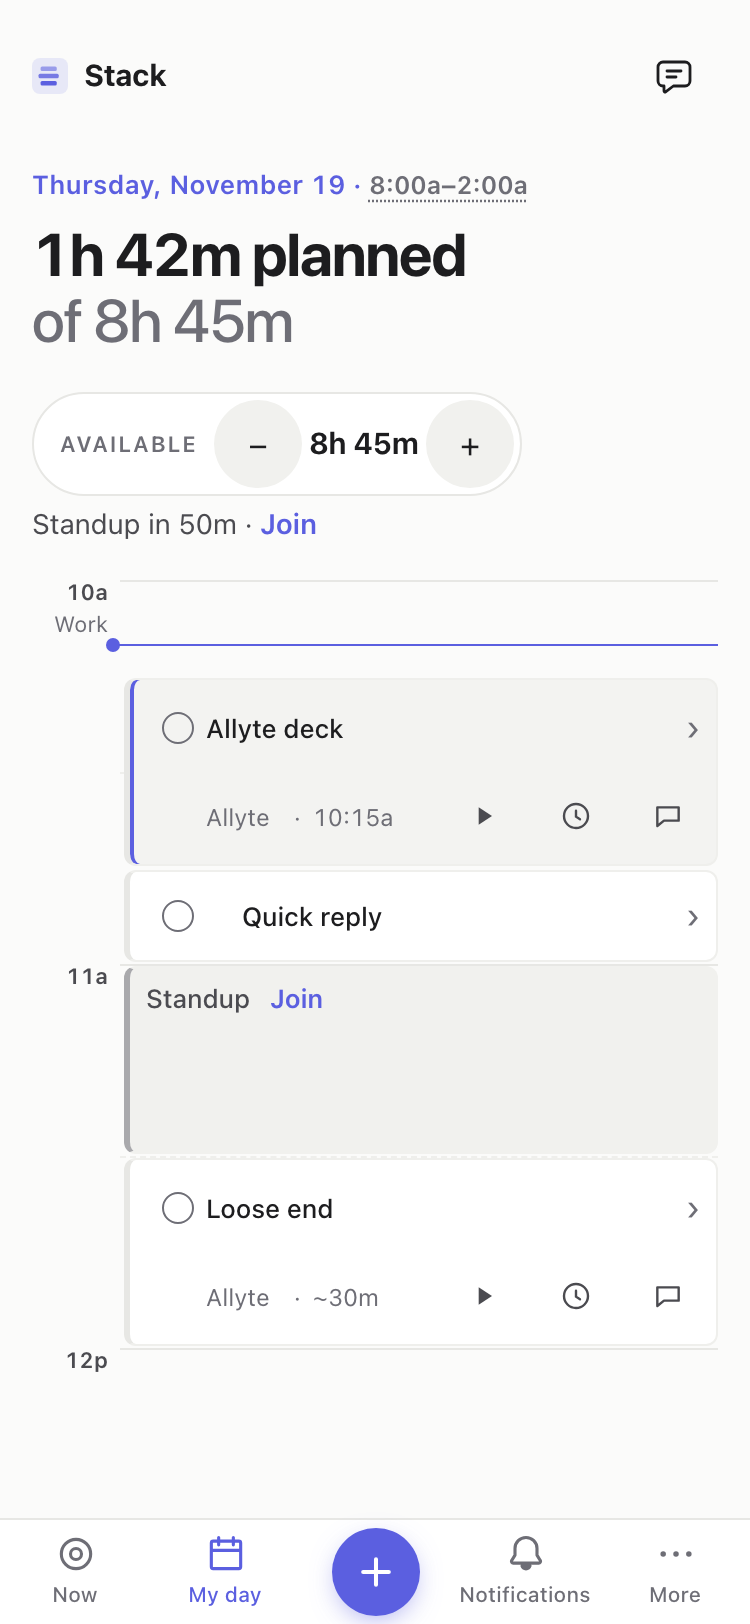 Stack
Thursday, November 19 · 8:00a–2:00a
1h 42m planned
of 8h 45m
AVAILABLE − 8h 45m +
Standup in 50m · Join
10a
Work
Allyte deck ›
Allyte · 10:15a
Quick reply ›
11a
Standup Join
Loose end ›
Allyte · ~30m
12p
Now My day Notifications More